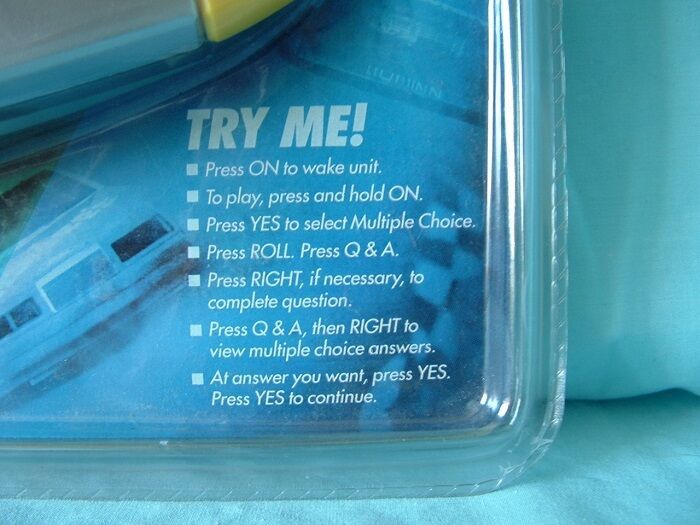 TRY ME!
■ Press ON to wake unit.
■ To play, press and hold ON.
■ Press YES to select Multiple Choice.
■ Press ROLL. Press Q & A.
■ Press RIGHT, if necessary, to
complete question.
■ Press Q & A, then RIGHT to
view multiple choice answers.
■ At answer you want, press YES.
Press YES to continue.